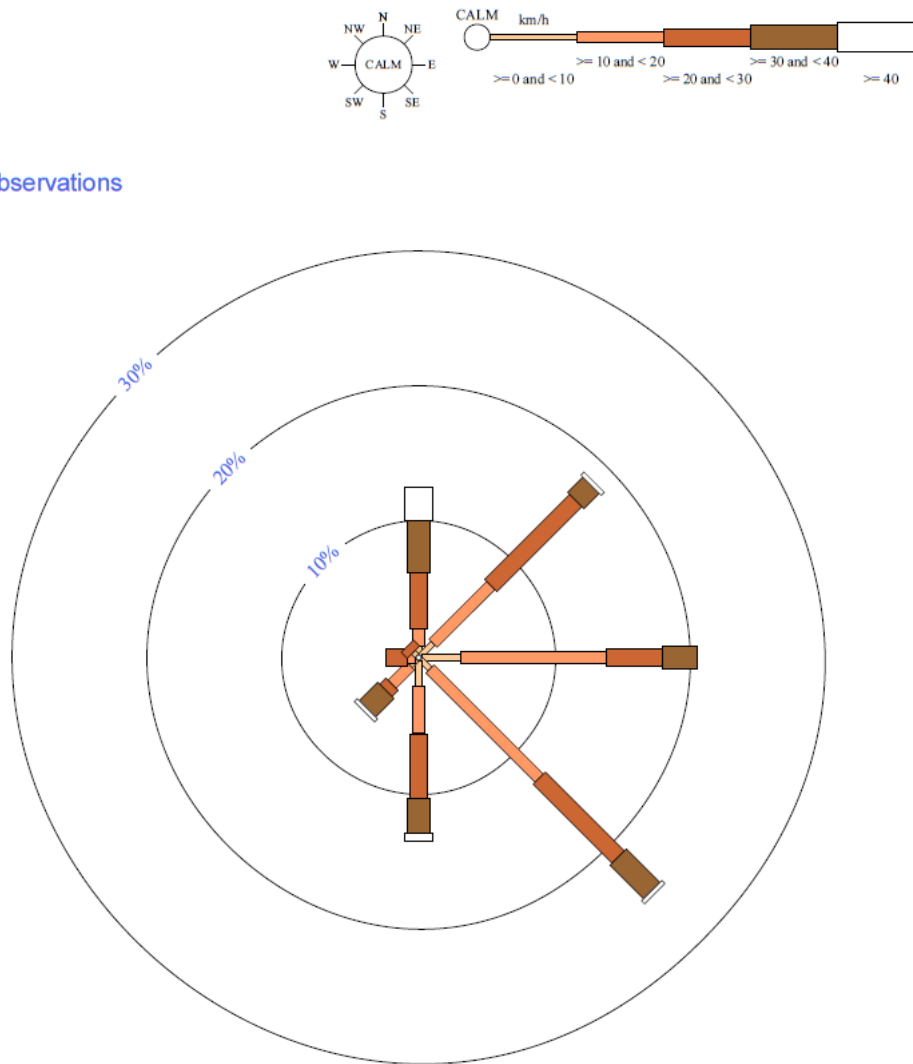 N
NW NE
W CALM E
SW SE
S
CALM km/h
>= 10 and < 20 >= 30 and < 40
>= 0 and < 10 >= 20 and < 30 >= 40
bservations
30%
20%
10%